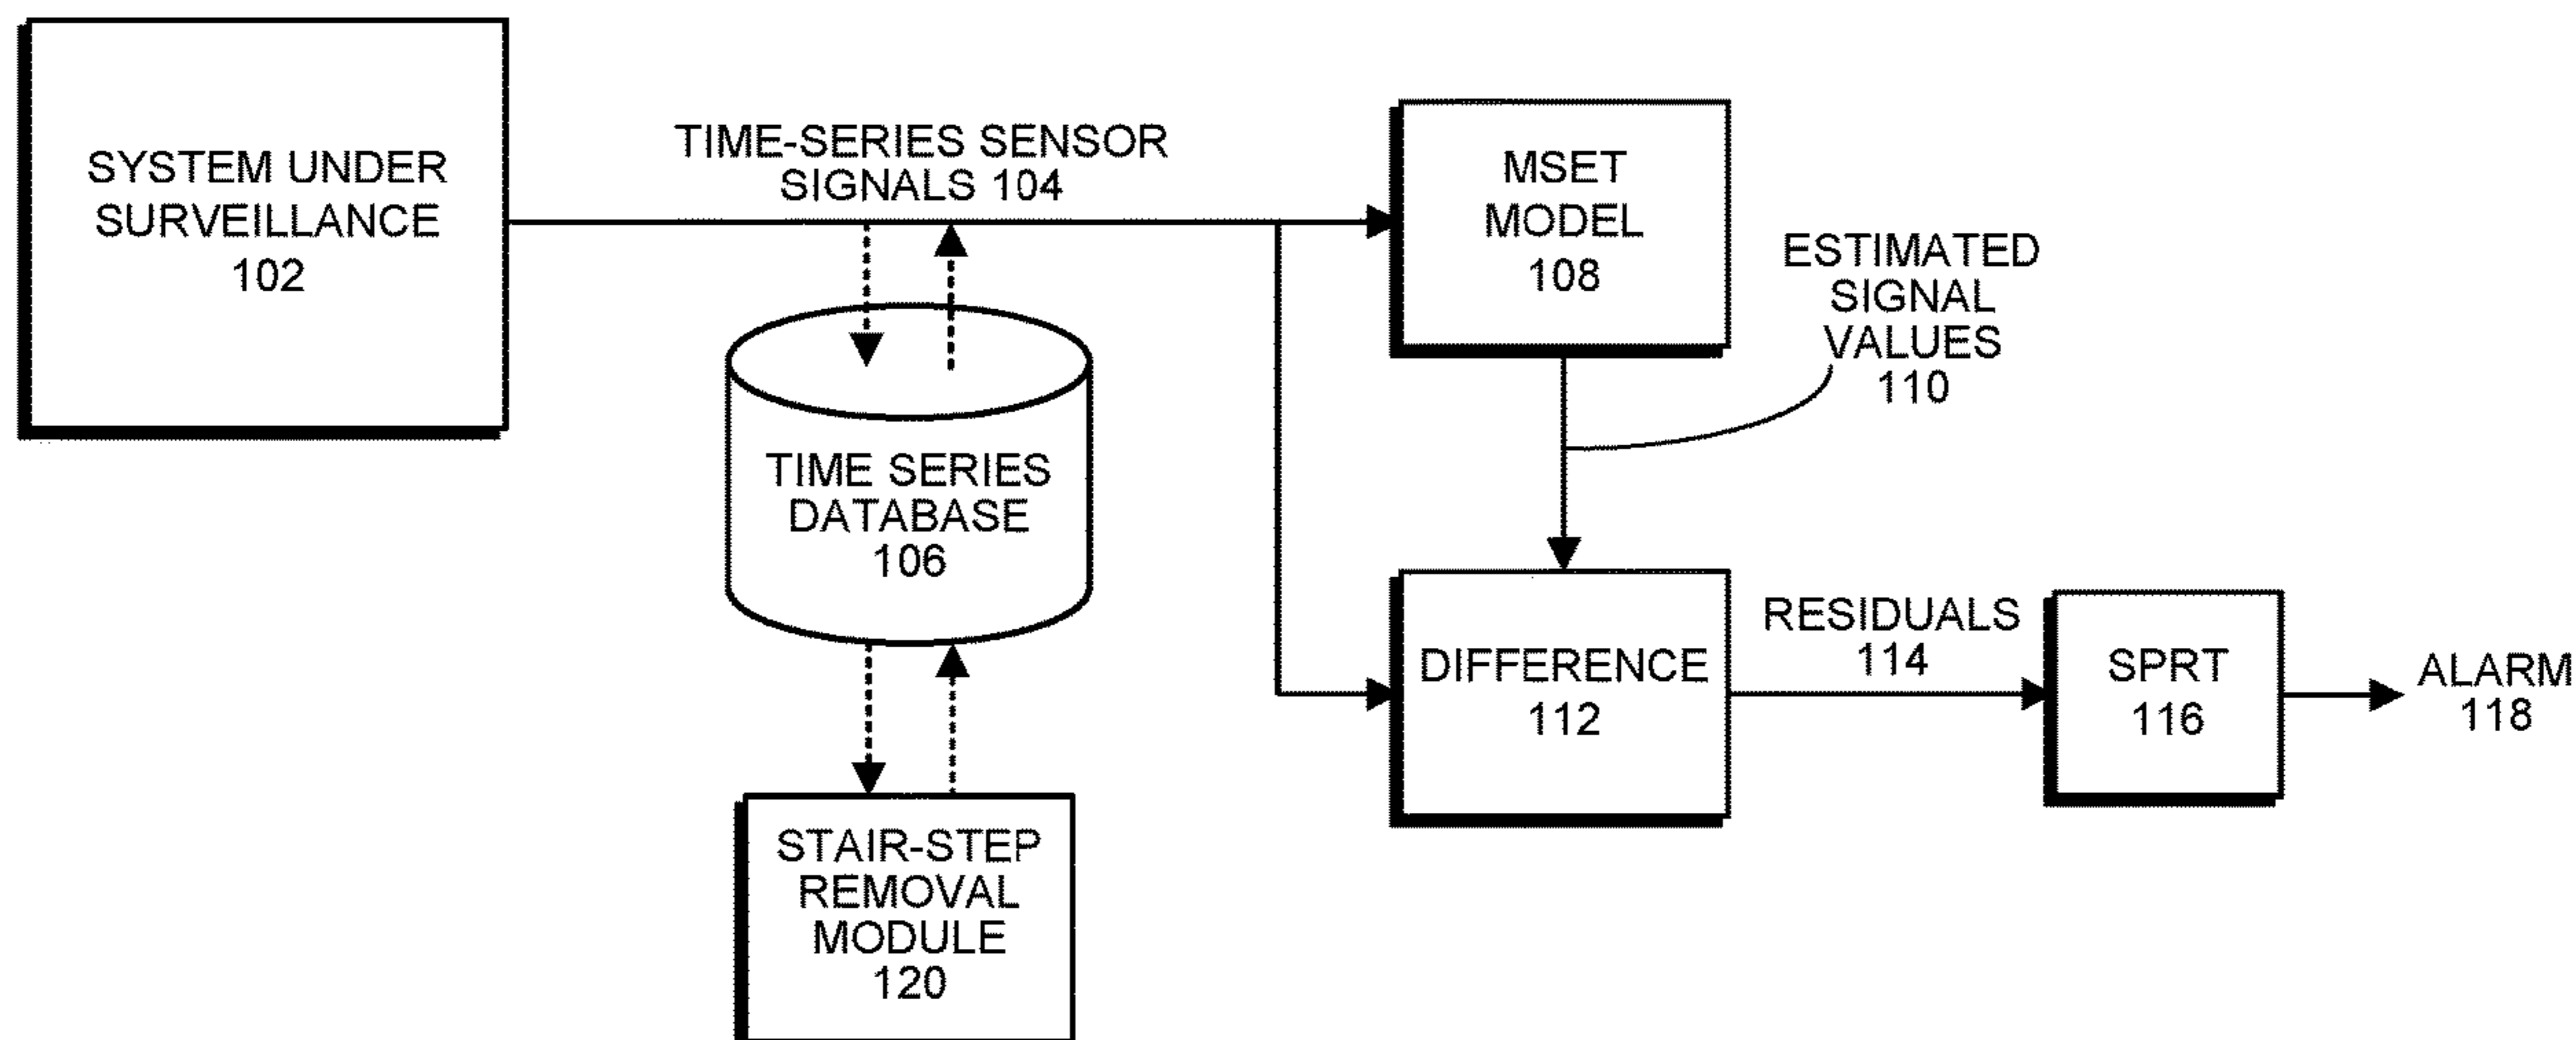 SYSTEM UNDER
SURVEILLANCE
102
TIME-SERIES SENSOR
SIGNALS 104
MSET
MODEL
108
ESTIMATED
SIGNAL
VALUES
110
TIME SERIES
DATABASE
106
DIFFERENCE
112
RESIDUALS
114
SPRT
116
ALARM
118
STAIR-STEP
REMOVAL
MODULE
120